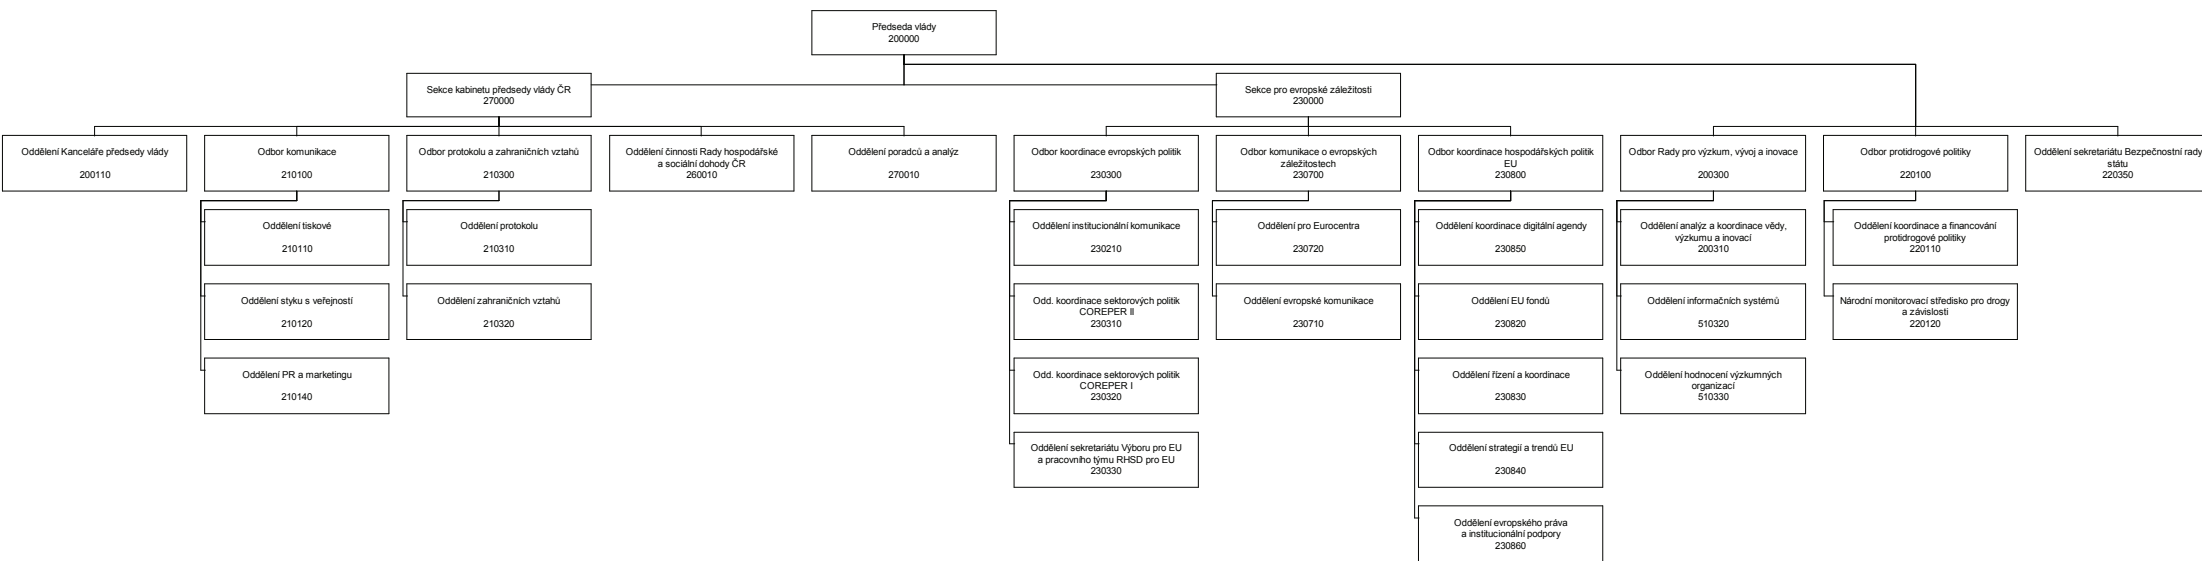 Předseda vlády
200000
Sekce kabinetu předsedy vlády ČR
270000
Sekce pro evropské záležitosti
230000
Oddělení Kanceláře předsedy vlády
200110
Odbor komunikace
210100
Odbor protokolu a zahraničních vztahů
210300
Oddělení činnosti Rady hospodářské
a sociální dohody ČR
260010
Oddělení poradců a analýz
270010
Odbor koordinace evropských politik
230300
Odbor komunikace o evropských
záležitostech
230700
Odbor koordinace hospodářských politik
EU
230800
Odbor Rady pro výzkum, vývoj a inovace
200300
Odbor protidrogové politiky
220100
Oddělení sekretariátu Bezpečnostní rady
státu
220350
Oddělení tiskové
210110
Oddělení protokolu
210310
Oddělení institucionální komunikace
230210
Oddělení pro Eurocentra
230720
Oddělení koordinace digitální agendy
230850
Oddělení analýz a koordinace vědy,
výzkumu a inovací
200310
Oddělení koordinace a financování
protidrogové politiky
220110
Oddělení styku s veřejností
210120
Oddělení zahraničních vztahů
210320
Odd. koordinace sektorových politik
COREPER II
230310
Oddělení evropské komunikace
230710
Oddělení EU fondů
230820
Oddělení informačních systémů
510320
Národní monitorovací středisko pro drogy
a závislosti
220120
Oddělení PR a marketingu
210140
Odd. koordinace sektorových politik
COREPER I
230320
Oddělení řízení a koordinace
230830
Oddělení hodnocení výzkumných
organizací
510330
Oddělení sekretariátu Výboru pro EU
a pracovního týmu RHSD pro EU
230330
Oddělení strategií a trendů EU
230840
Oddělení evropského práva
a institucionální podpory
230860